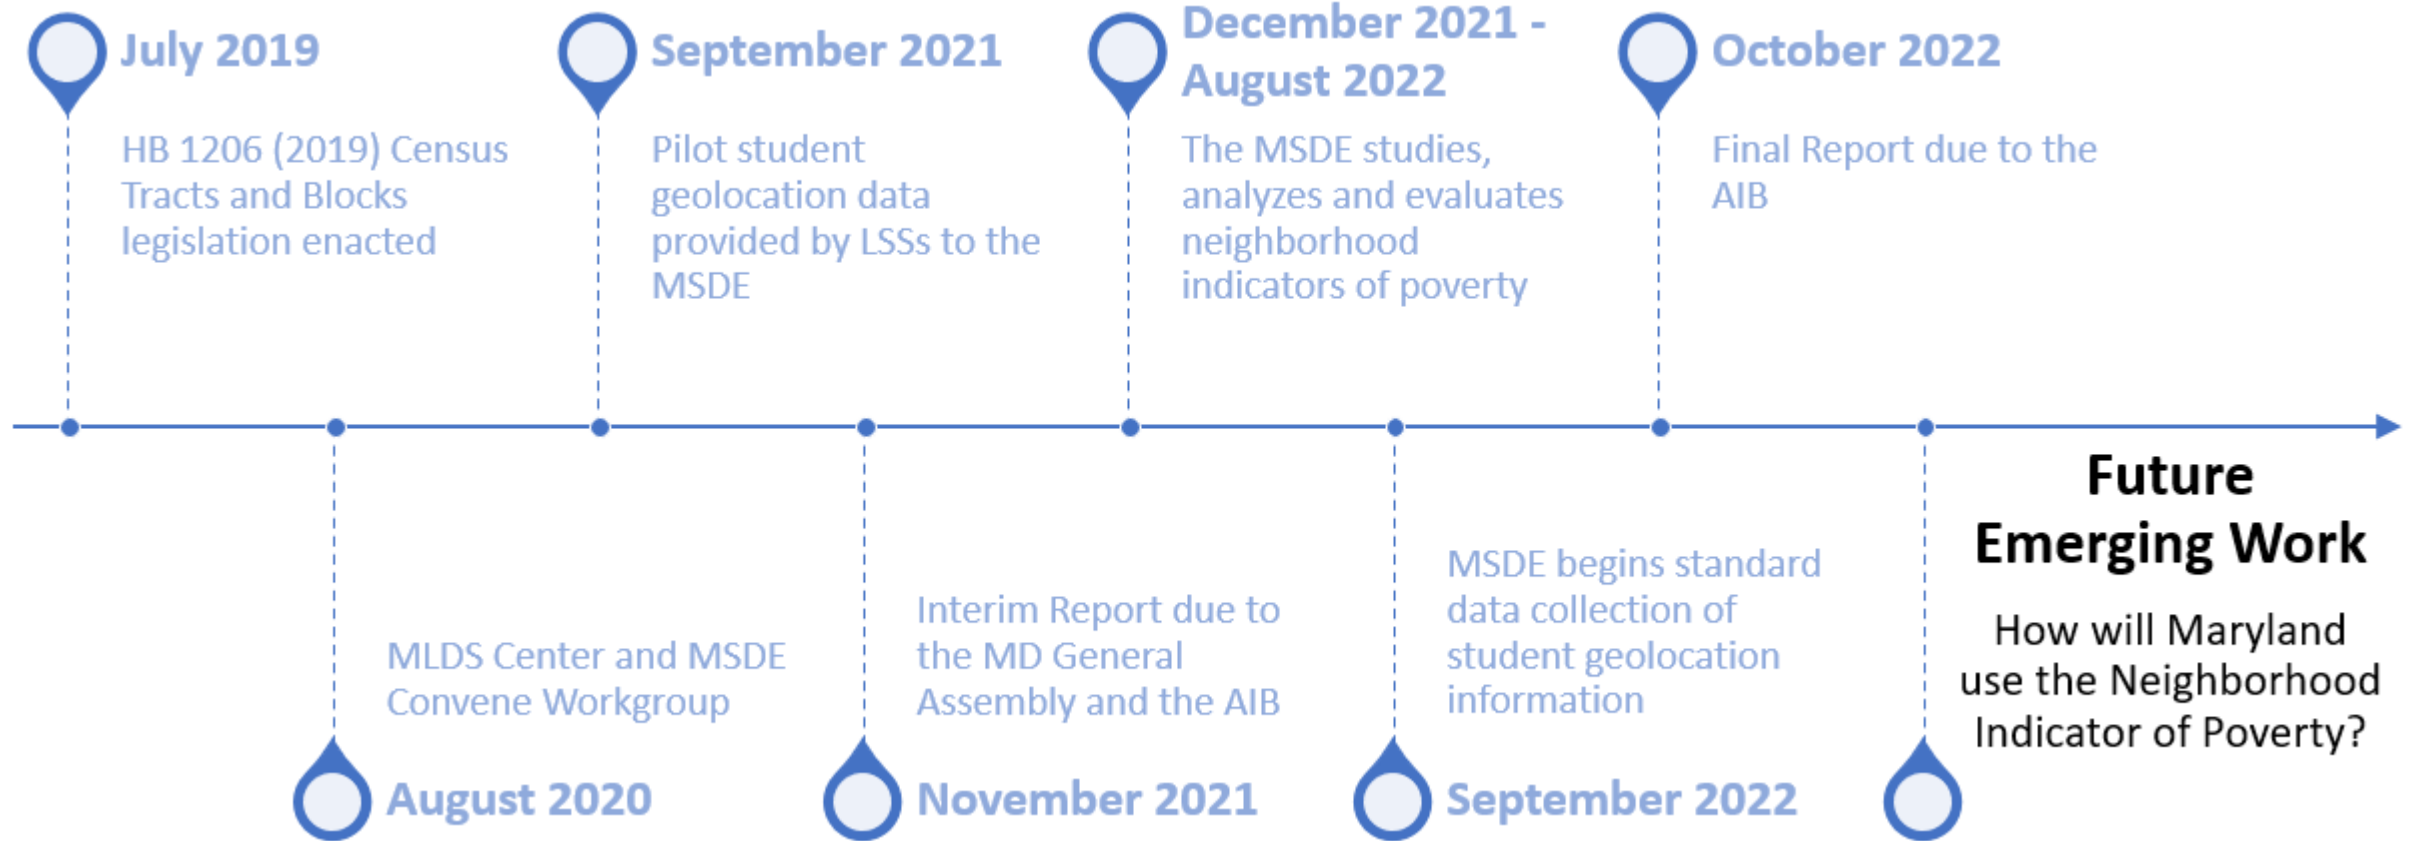 July 2019
HB 1206 (2019) Census
Tracts and Blocks
legislation enacted
September 2021
Pilot student
geolocation data
provided by LSSs to the
MSDE
December 2021 -
August 2022
The MSDE studies,
analyzes and evaluates
neighborhood
indicators of poverty
October 2022
Final Report due to the
AIB
MLDS Center and MSDE
Convene Workgroup
August 2020
Interim Report due to
the MD General
Assembly and the AIB
November 2021
MSDE begins standard
data collection of
student geolocation
information
September 2022
Future
Emerging Work
How will Maryland
use the Neighborhood
Indicator of Poverty?